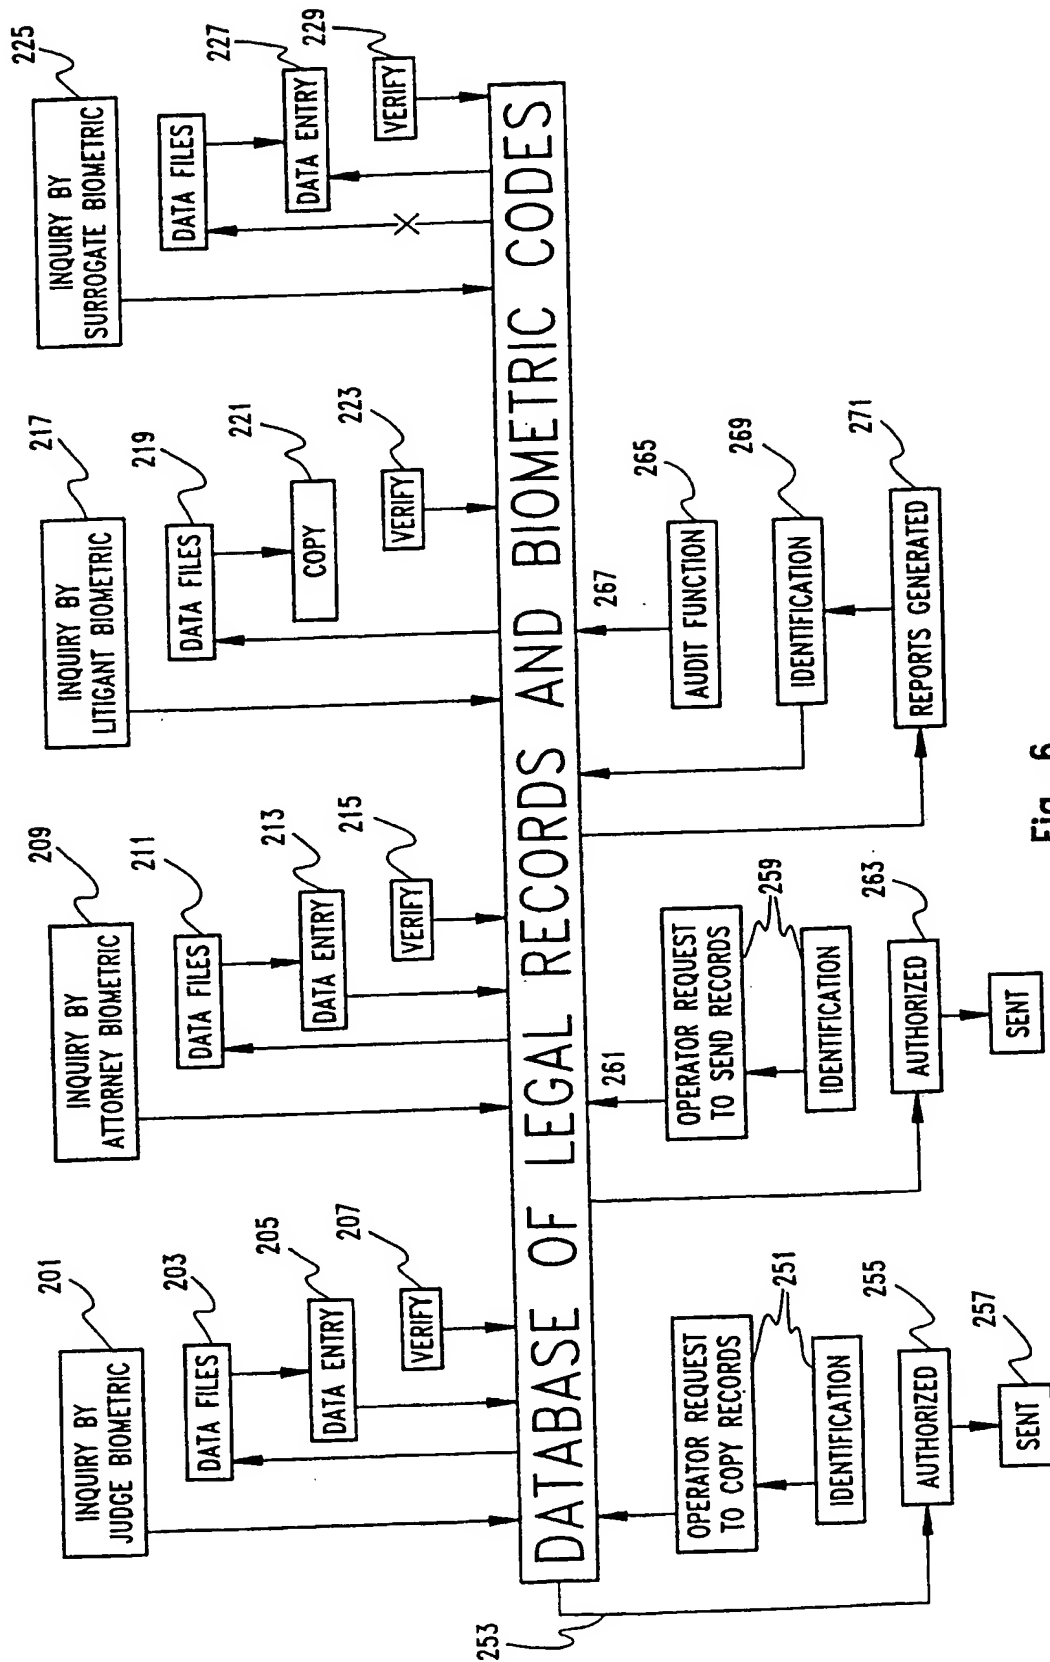 201
INQUIRY BY
JUDGE BIOMETRIC
203
DATA FILES
205
DATA ENTRY
207
VERIFY
209
INQUIRY BY
ATTORNEY BIOMETRIC
211
DATA FILES
213
DATA ENTRY
215
VERIFY
217
INQUIRY BY
LITIGANT BIOMETRIC
219
DATA FILES
221
COPY
223
VERIFY
225
INQUIRY BY
SURROGATE BIOMETRIC
DATA FILES
227
DATA ENTRY
229
VERIFY
DATABASE OF LEGAL RECORDS AND BIOMETRIC CODES
253
OPERATOR REQUEST
TO COPY RECORDS
251
IDENTIFICATION
255
AUTHORIZED
257
SENT
261
OPERATOR REQUEST
TO SEND RECORDS
259
IDENTIFICATION
263
AUTHORIZED
SENT
267
265
AUDIT FUNCTION
269
IDENTIFICATION
271
REPORTS GENERATED
Fig. 6